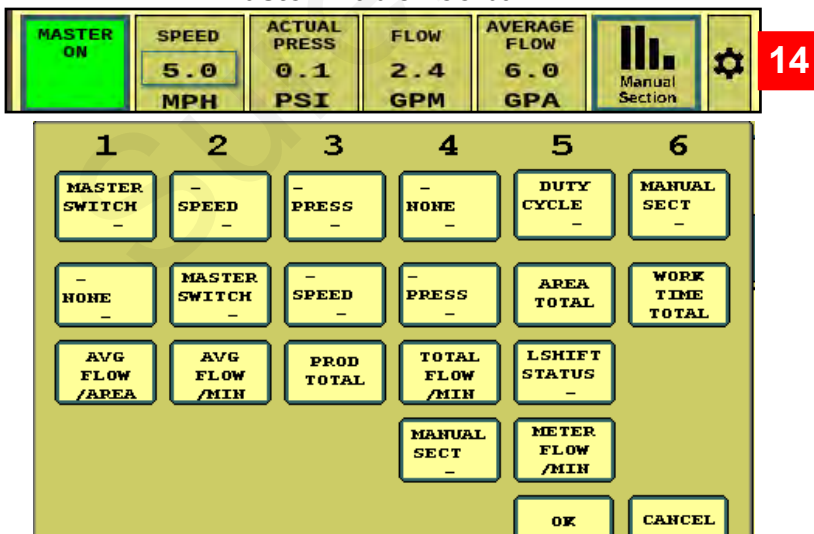 MASTER ON
SPEED 5.0 MPH
ACTUAL PRESS 0.1 PSI
FLOW 2.4 GPM
AVERAGE FLOW 6.0 GPA
Manual Section
14
1 2 3 4 5 6
MASTER SWITCH –
– SPEED –
– PRESS –
– NONE –
DUTY CYCLE –
MANUAL SECT –
– NONE –
MASTER SWITCH –
– SPEED –
– PRESS –
AREA TOTAL
WORK TIME TOTAL
AVG FLOW /AREA
AVG FLOW /MIN
PROD TOTAL
TOTAL FLOW /MIN
LSHIFT STATUS –
MANUAL SECT –
METER FLOW /MIN
OK
CANCEL